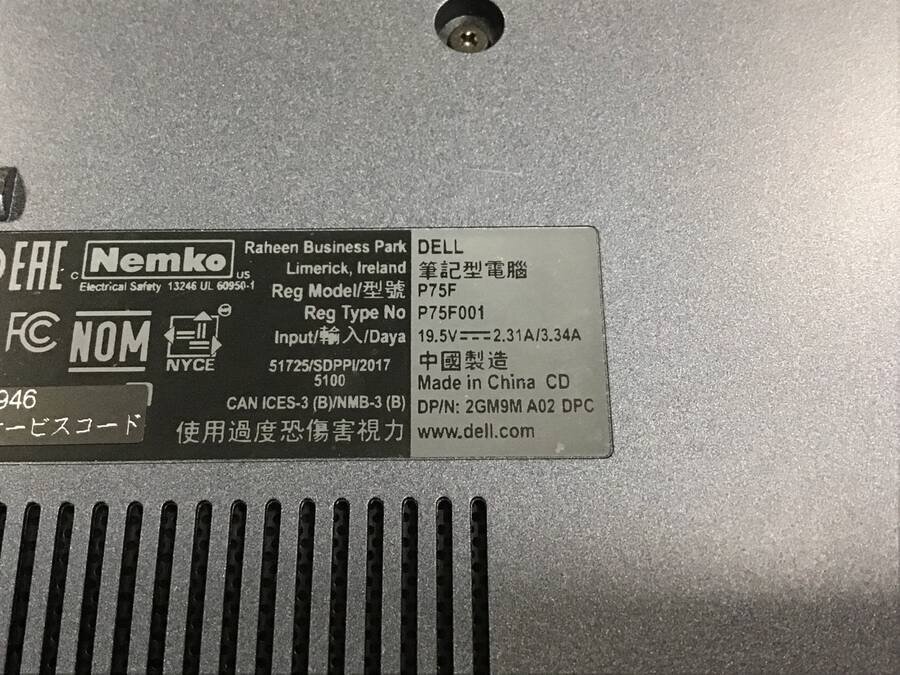 EAC
Nemko
C US
Electrical Safety 13246 UL 60950-1
FC
NOM
NYCE
946
サービスコード
Raheen Business Park
Limerick, Ireland
Reg Model/型號
Reg Type No
Input/輸入/Daya
51725/SDPPI/2017
5100
CAN ICES-3 (B)/NMB-3 (B)
使用過度恐傷害視力
DELL
筆記型電腦
P75F
P75F001
19.5V⎓2.31A/3.34A
中國製造
Made in China CD
DP/N: 2GM9M A02 DPC
www.dell.com